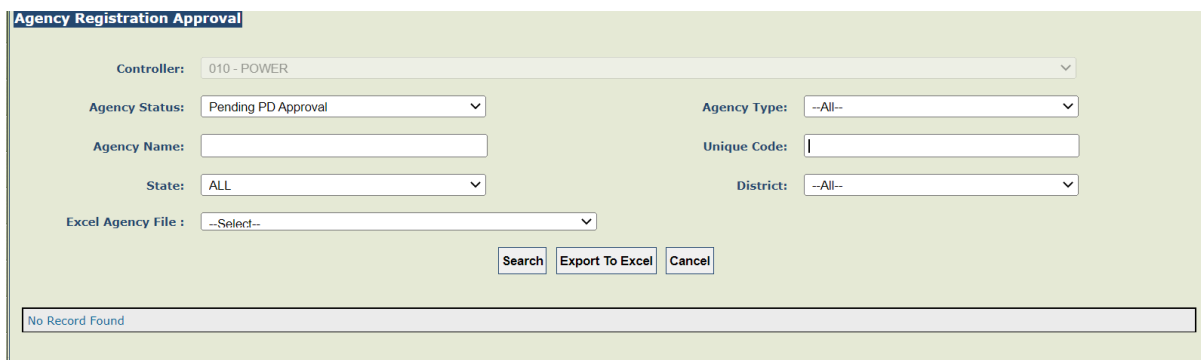 Agency Registration Approval
Controller: 010 - POWER
Agency Status: Pending PD Approval Agency Type: --All--
Agency Name: Unique Code:
State: ALL District: --All--
Excel Agency File : --Select--
Search Export To Excel Cancel
No Record Found